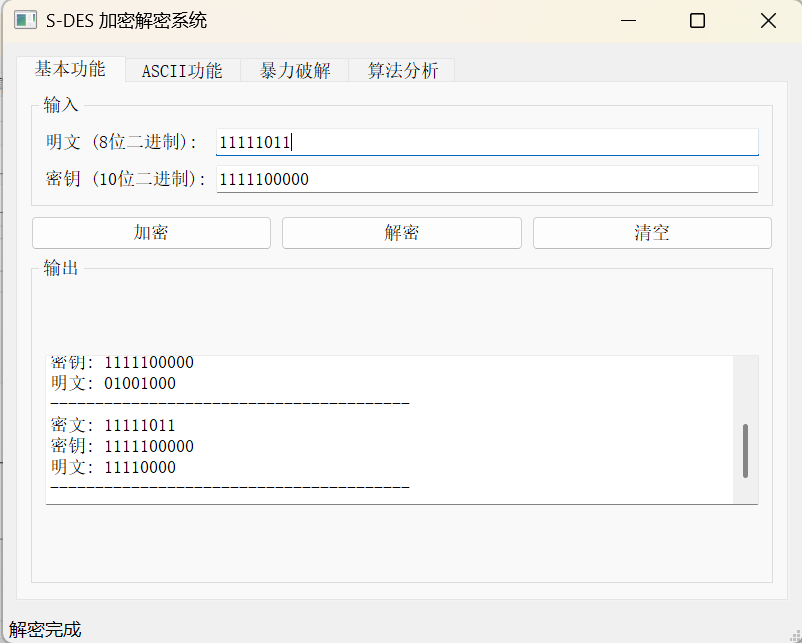 S-DES 加密解密系统
基本功能 ASCII功能 暴力破解 算法分析
输入
明文 (8位二进制): 11111011
密钥 (10位二进制): 1111100000
加密 解密 清空
输出
密钥: 1111100000
明文: 01001000
----------------------------------------
密文: 11111011
密钥: 1111100000
明文: 11110000
----------------------------------------
解密完成